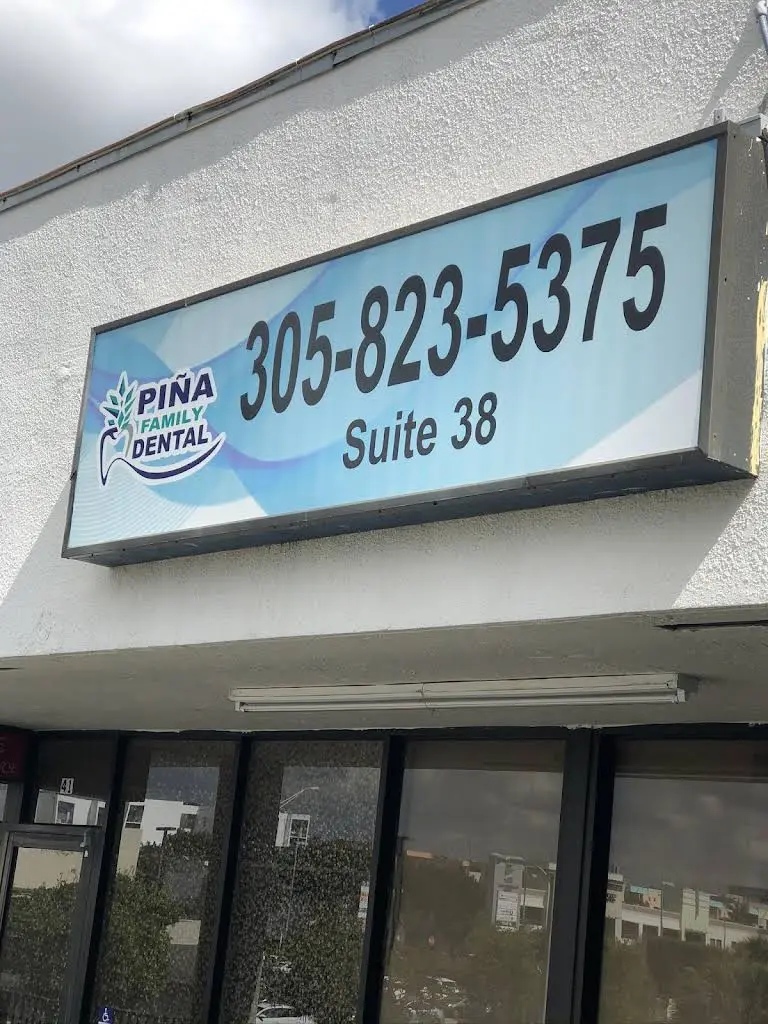 PIÑA
FAMILY
DENTAL
305-823-5375
Suite 38
41